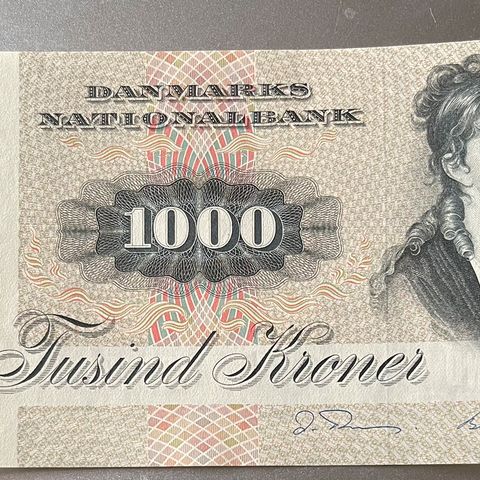 DANMARKS
NATIONALBANK
1000
Tusind Kroner